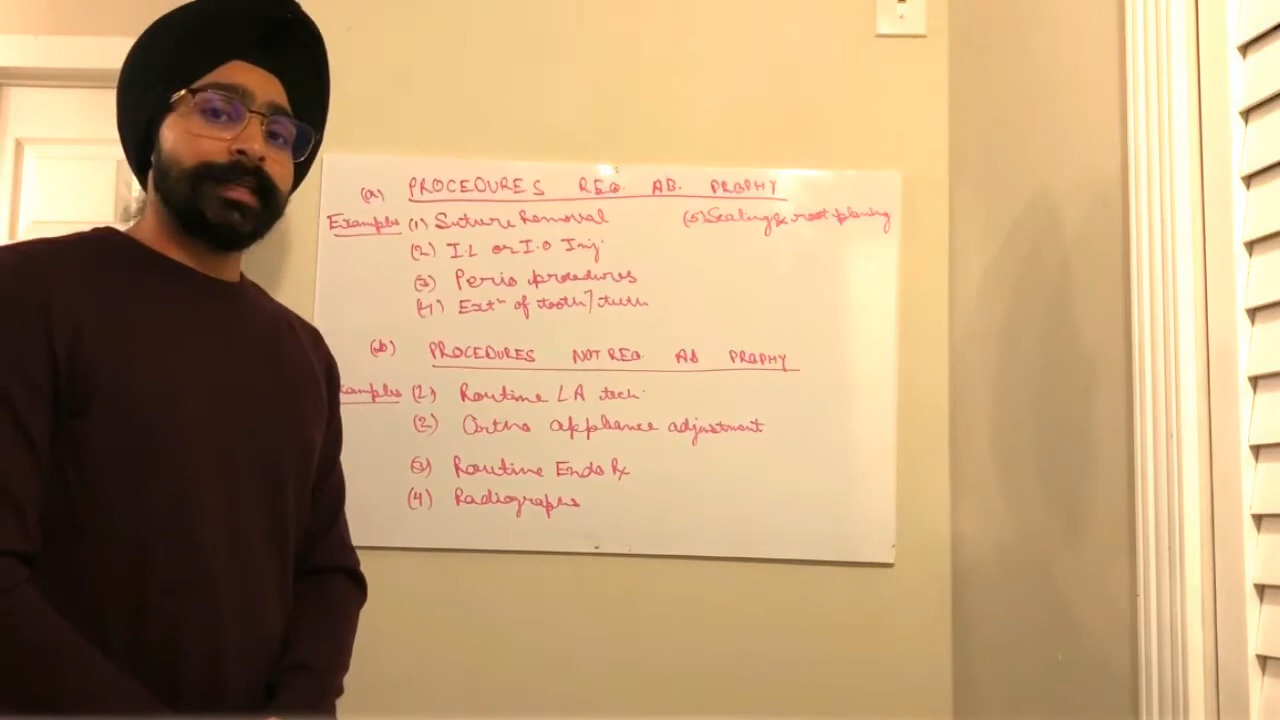 (a) PROCEDURES REQ. AB. PROPHY
Examples (1) Suture Removal (5) Scaling & root planing
(2) I.L or I.O Inj.
(3) Perio procedures
(4) Extn of tooth/teeth
(b) PROCEDURES NOT REQ. AB PROPHY
xamples (1) Routine L.A tech.
(2) Ortho appliance adjustment
(3) Routine Endo Rx
(4) Radiographs